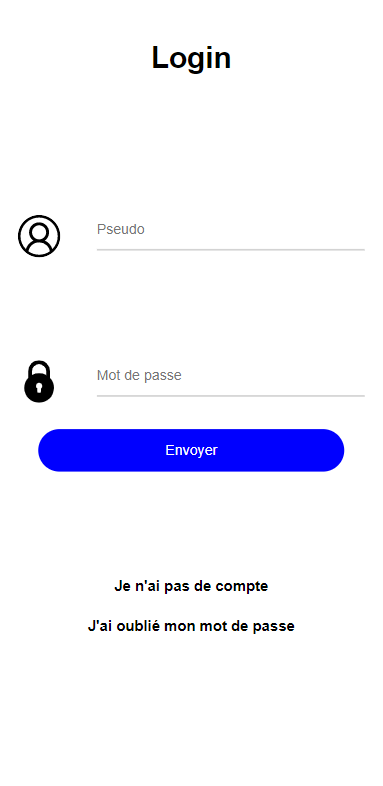 Login
Pseudo
Mot de passe
Envoyer
Je n'ai pas de compte
J'ai oublié mon mot de passe